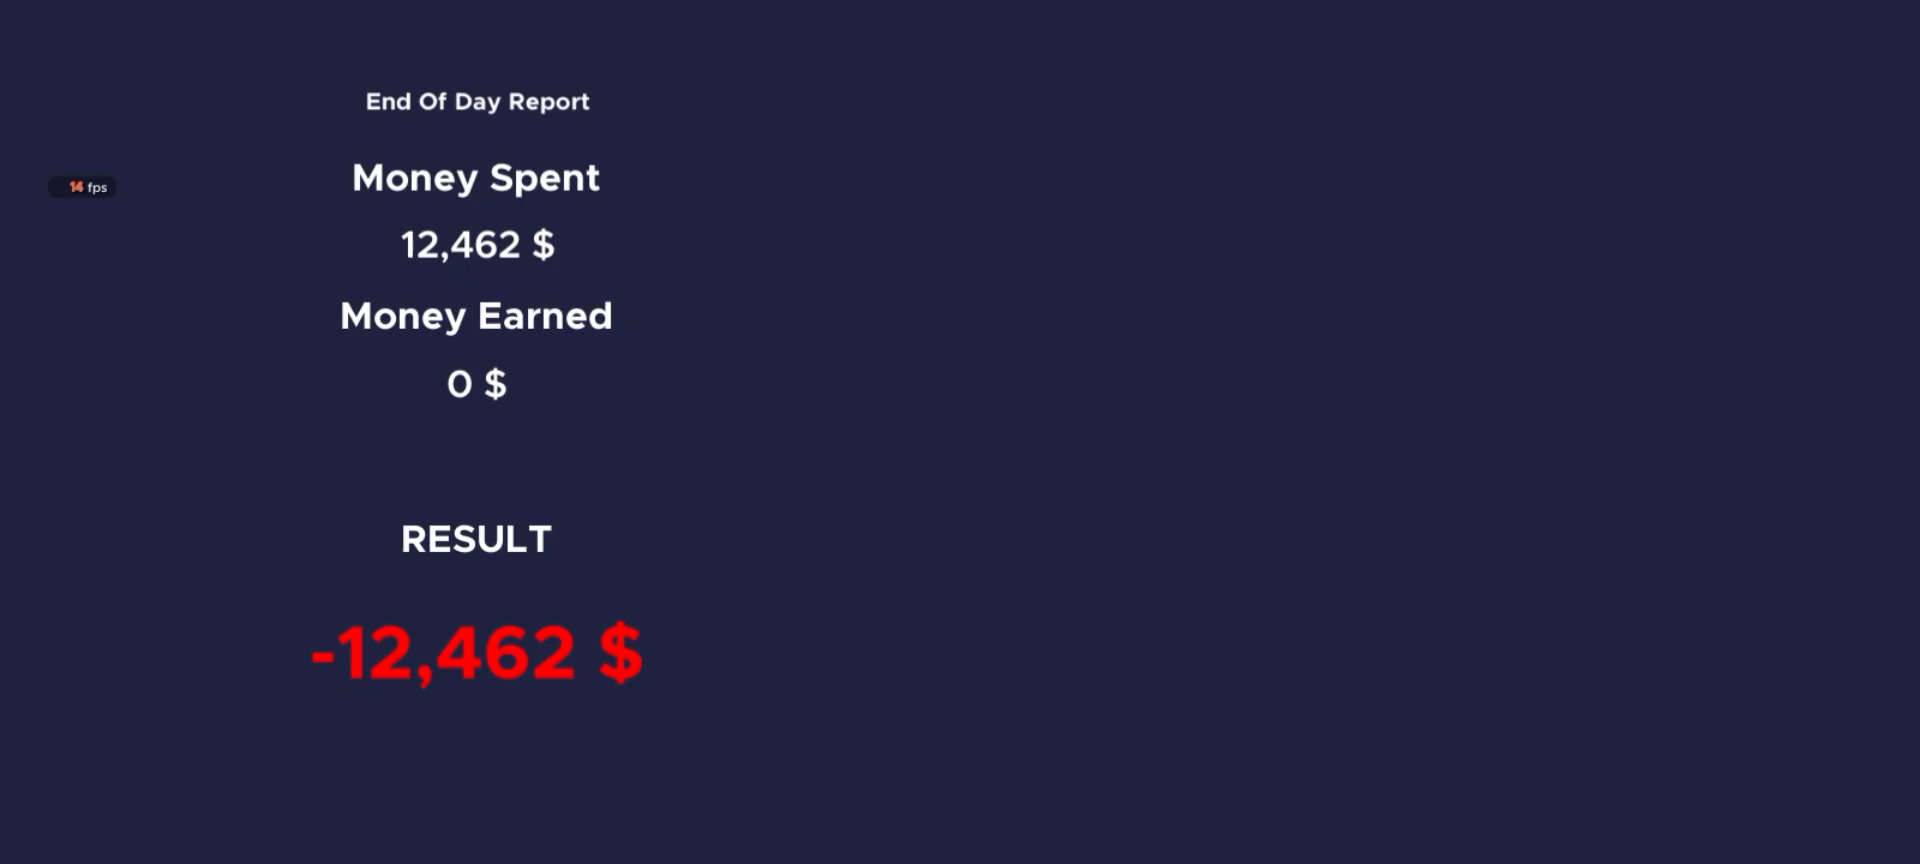 End Of Day Report
Money Spent
14 fps
12,462 $
Money Earned
0 $
RESULT
-12,462 $